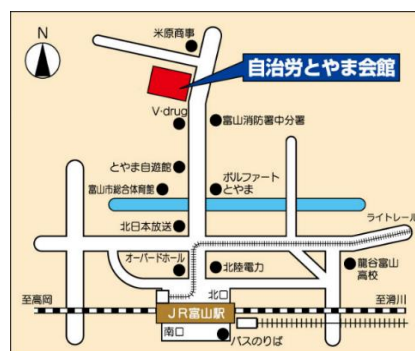 米原商事
N
自治労とやま会館
V・drug
富山消防署中分署
とやま自遊館
富山市総合体育館
ボルファート
とやま
ライトレール
北日本放送
オーバードホール
北陸電力
龍谷富山
高校
北口
至高岡
JR富山駅
至滑川
南口
バスのりば